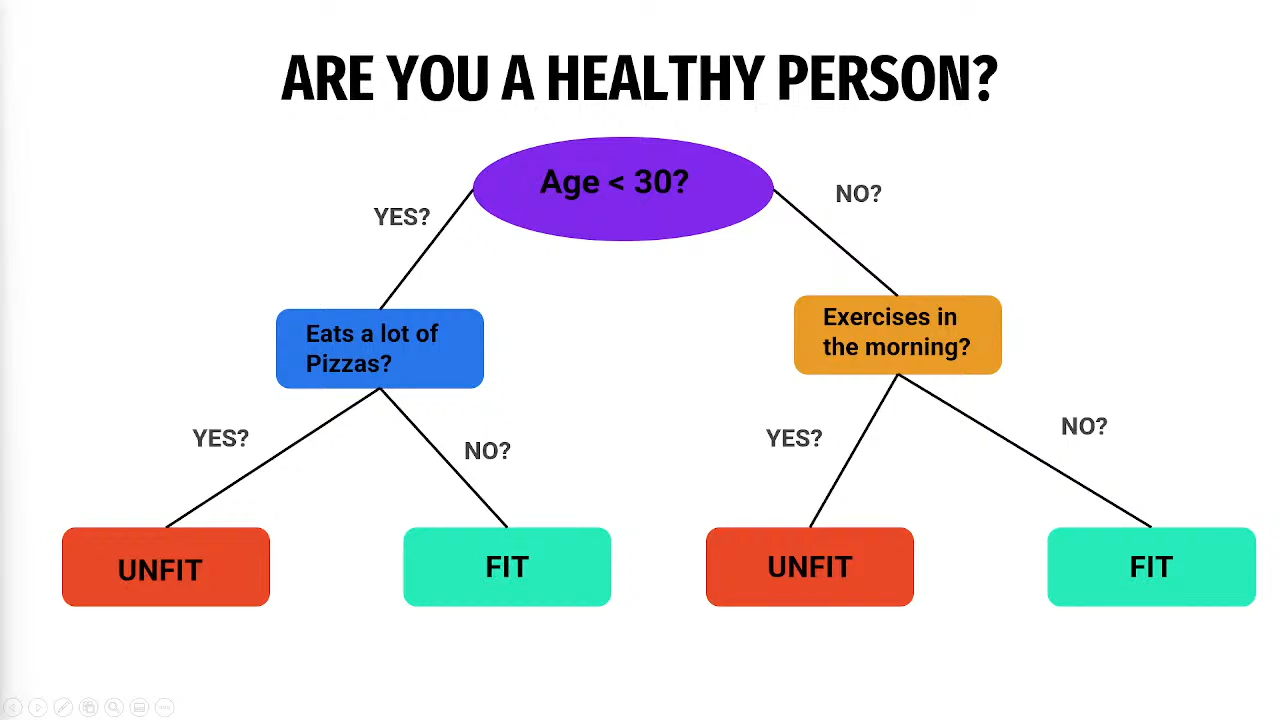 ARE YOU A HEALTHY PERSON?
Age < 30?
YES?
NO?
Eats a lot of
Pizzas?
Exercises in
the morning?
YES?
NO?
YES?
NO?
UNFIT
FIT
UNFIT
FIT